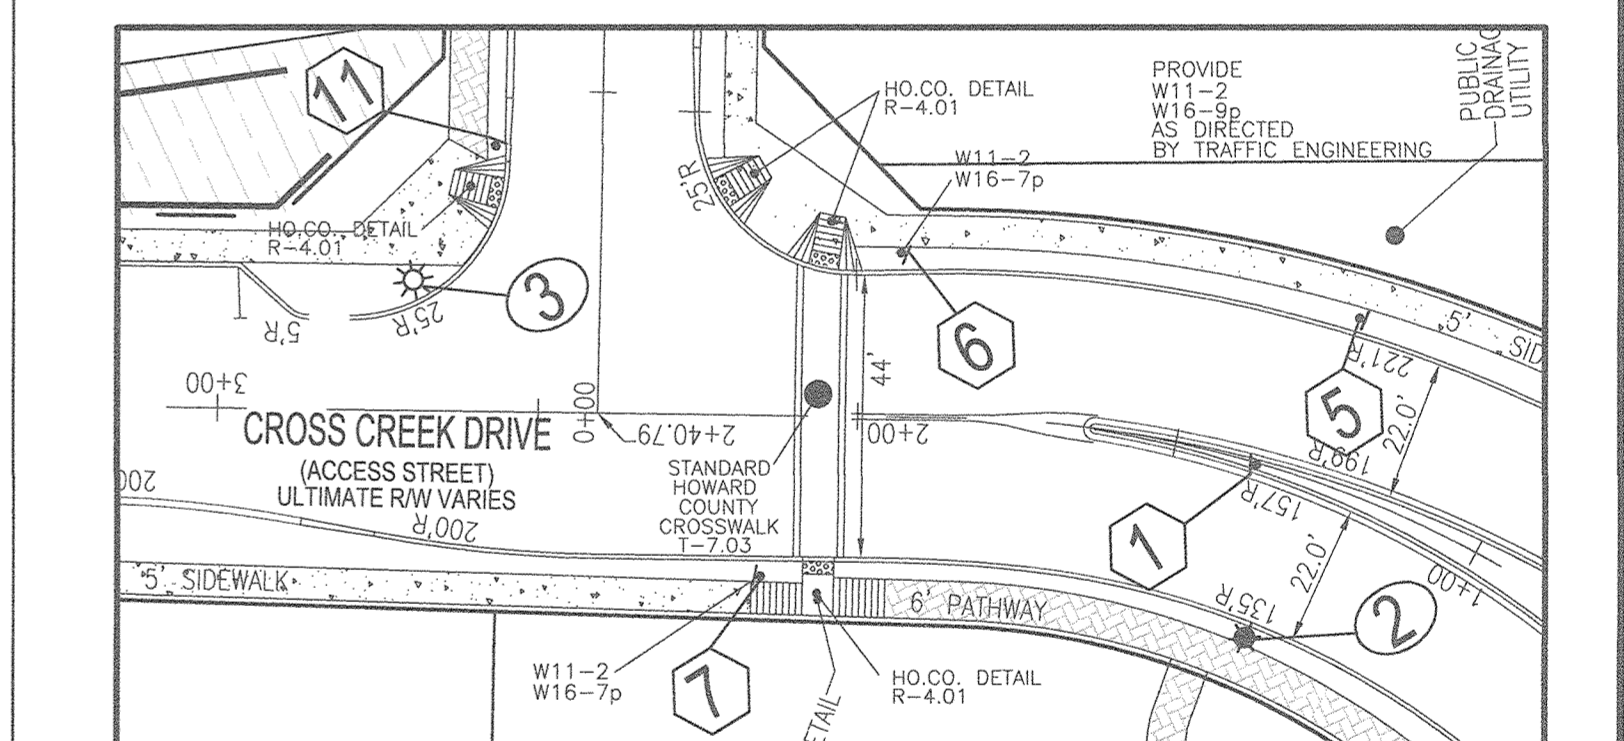 11
HO.CO. DETAIL
R-4.01
PROVIDE
W11-2
W16-9p
AS DIRECTED
BY TRAFFIC ENGINEERING
PUBLIC
DRAINAG
UTILITY
W11-2
W16-7p
25'R
HO.CO. DETAIL
R-4.01
3
5'R
25'R
6
44'
5'
SID
221'R
5
199'R
22.0'
3+00
0+00
2+40.79
2+00
CROSS CREEK DRIVE
(ACCESS STREET)
ULTIMATE R/W VARIES
200
200'R
STANDARD
HOWARD
COUNTY
CROSSWALK
T-7.03
1
157'R
22.0'
1+00
135'R
2
5' SIDEWALK
6' PATHWAY
W11-2
W16-7p
7
HO.CO. DETAIL
R-4.01
ETAIL